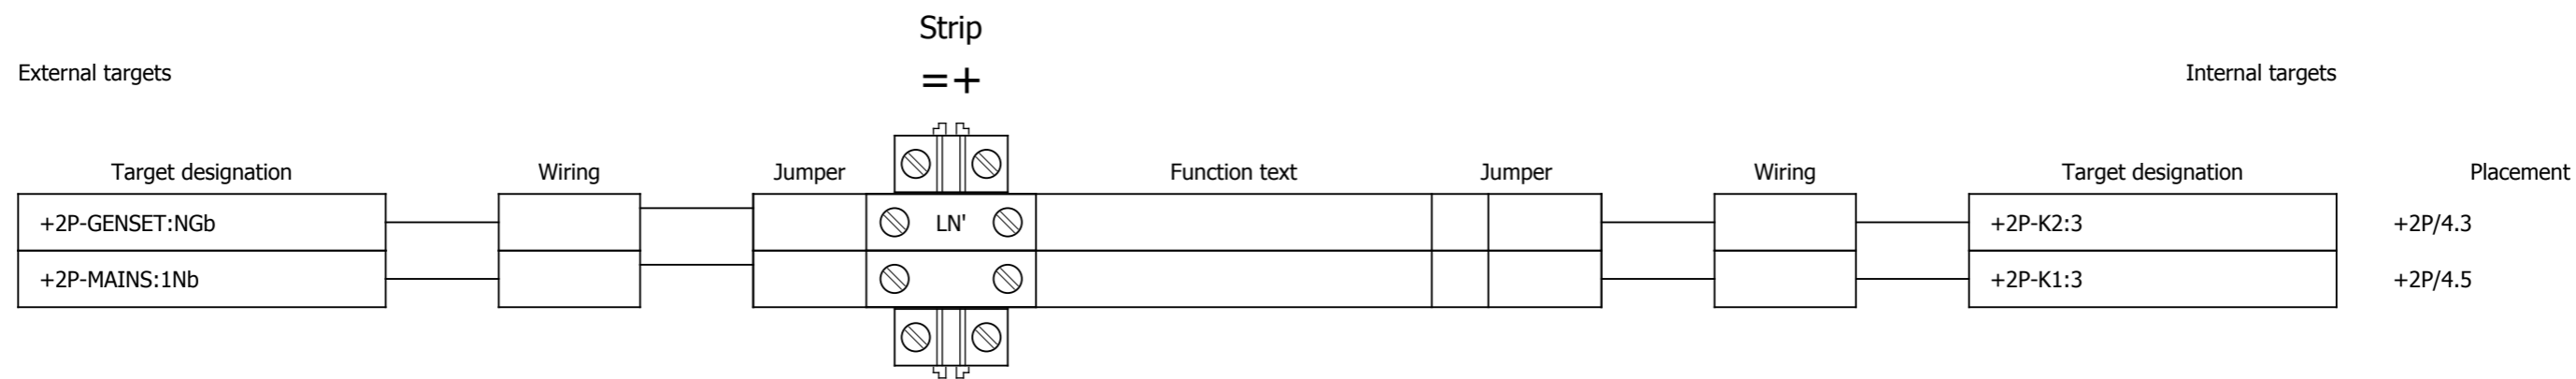 Strip
External targets =+ Internal targets
Target designation Wiring Jumper Function text Jumper Wiring Target designation Placement
+2P-GENSET:NGb LN' +2P-K2:3 +2P/4.3
+2P-MAINS:1Nb +2P-K1:3 +2P/4.5